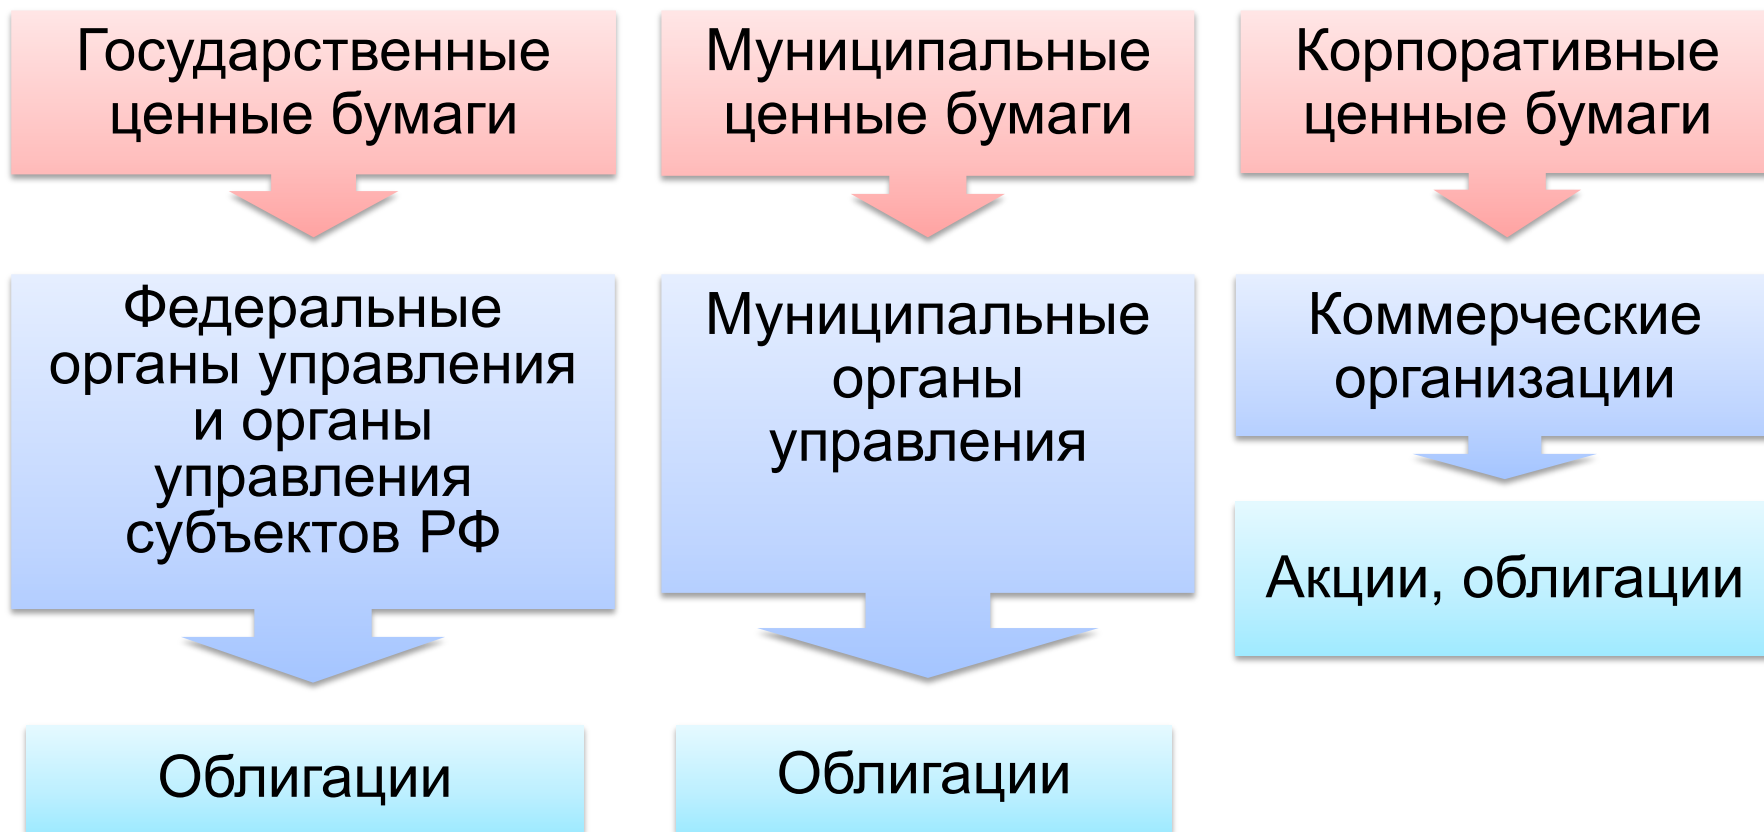 Государственные
ценные бумаги
Муниципальные
ценные бумаги
Корпоративные
ценные бумаги
Федеральные
органы управления
и органы
управления
субъектов РФ
Муниципальные
органы
управления
Коммерческие
организации
Акции, облигации
Облигации
Облигации